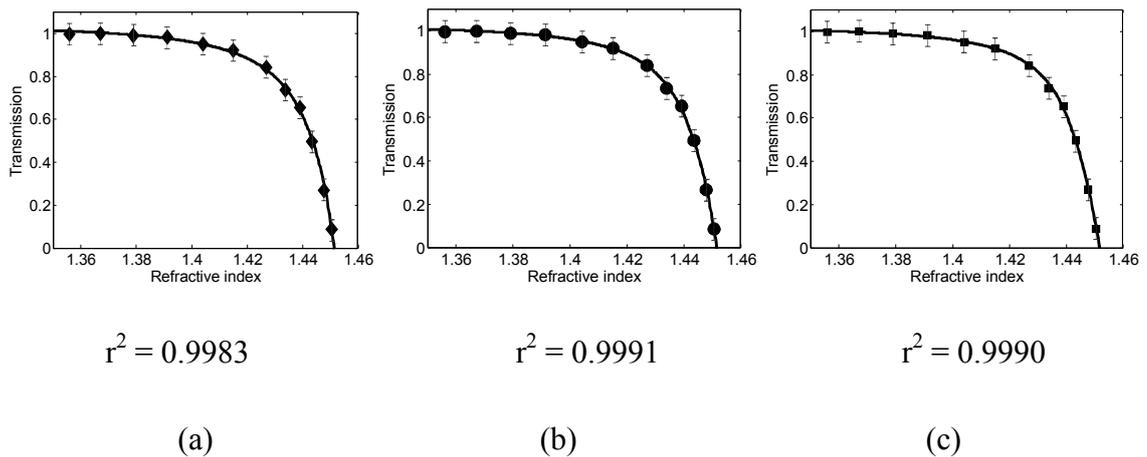 1
0.8
0.6
0.4
0.2
0
Transmission
1.36 1.38 1.4 1.42 1.44 1.46
Refractive index
1
0.8
0.6
0.4
0.2
0
Transmission
1.36 1.38 1.4 1.42 1.44 1.46
Refractive index
1
0.8
0.6
0.4
0.2
0
Transmission
1.36 1.38 1.4 1.42 1.44 1.46
Refractive index
r² = 0.9983 r² = 0.9991 r² = 0.9990
(a) (b) (c)